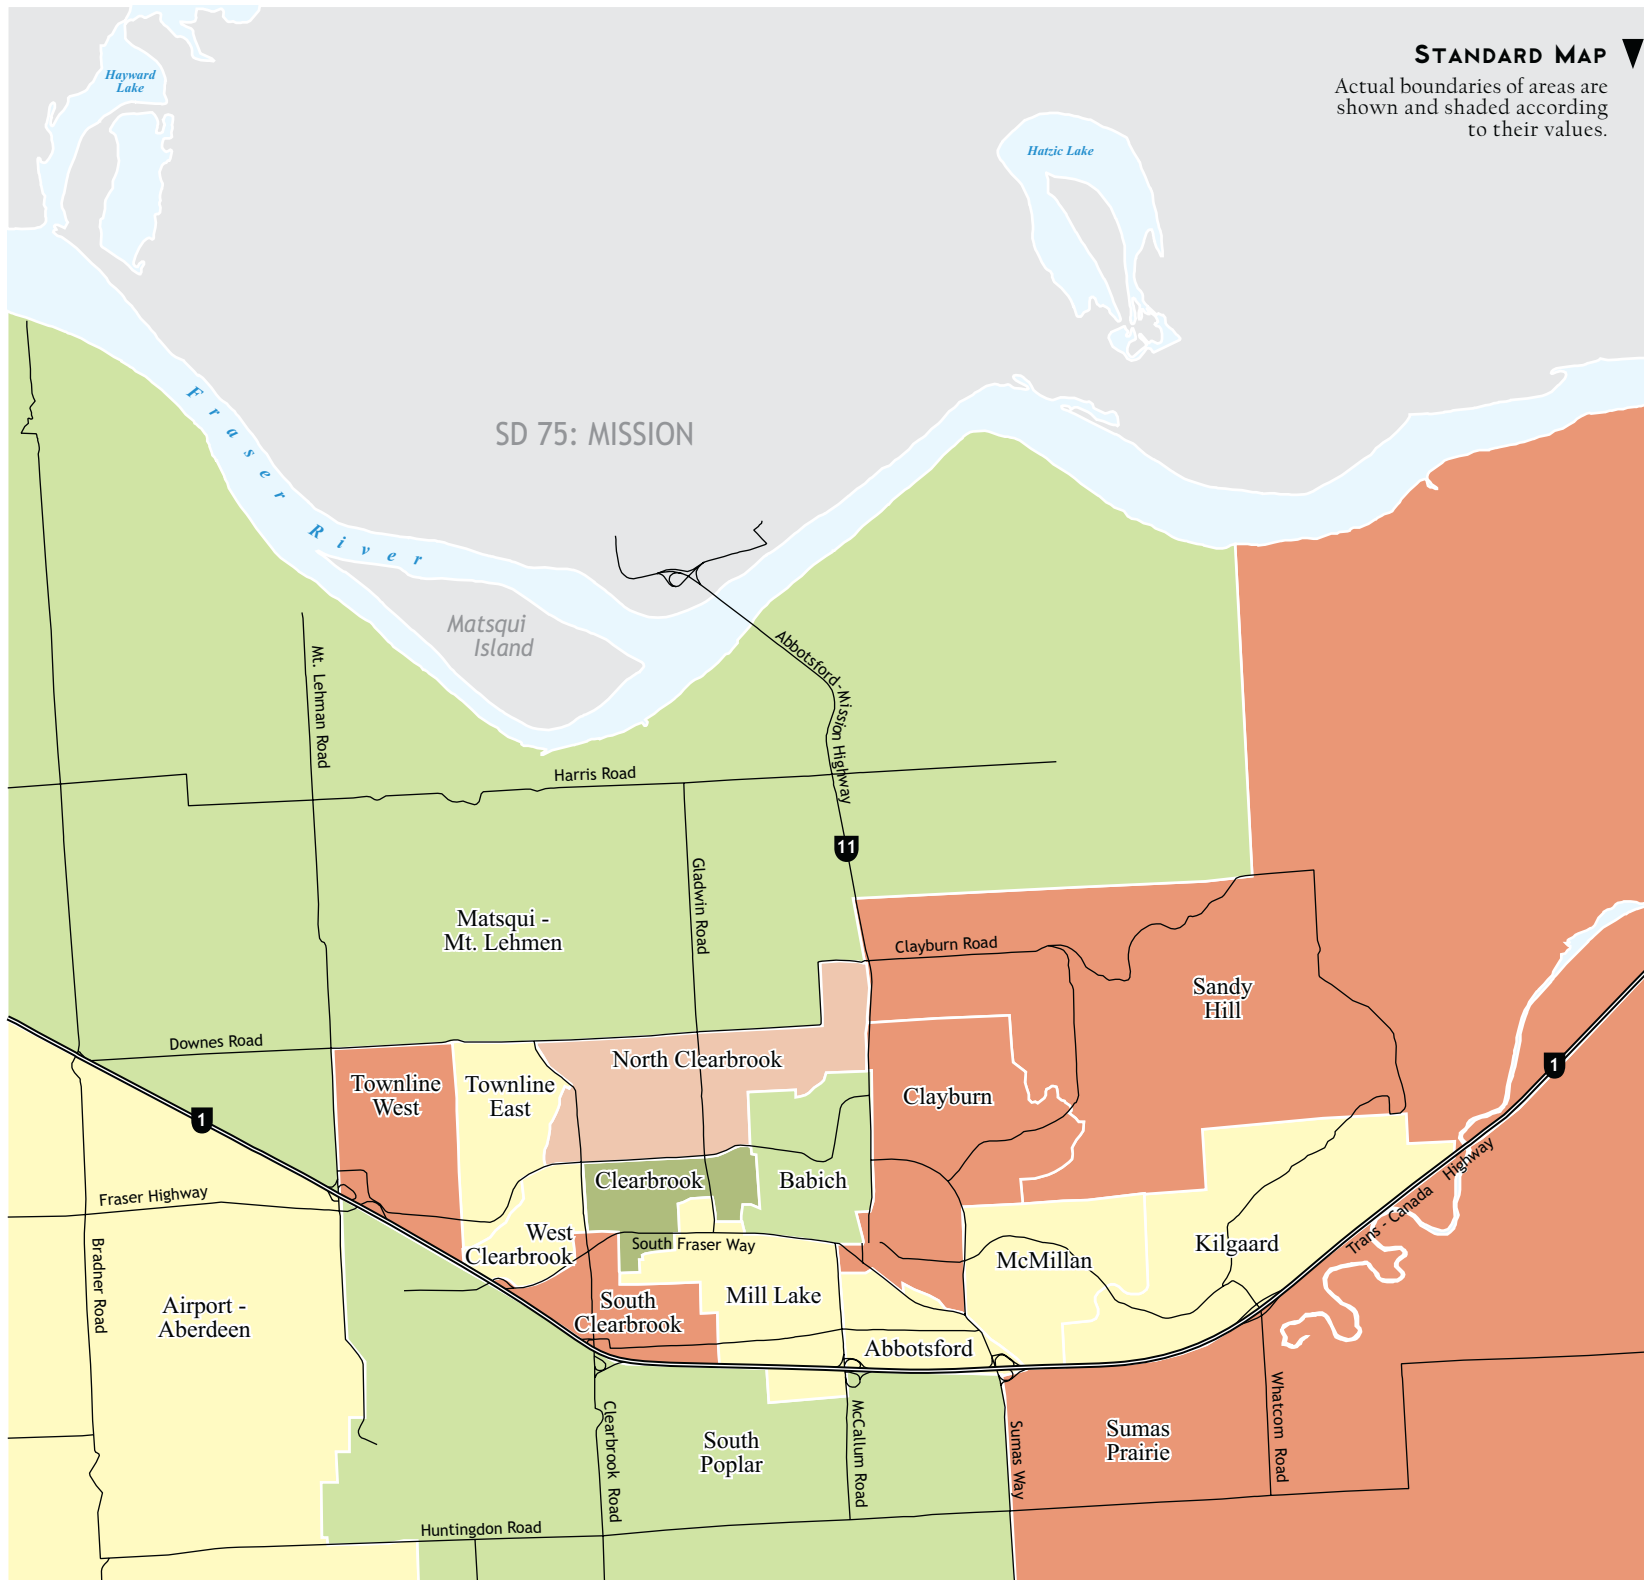 STANDARD MAP
Actual boundaries of areas are
shown and shaded according
to their values.
Hayward
Lake
Hatzic Lake
Fraser River
SD 75: MISSION
Matsqui
Island
Mt. Lehman Road
Abbotsford-Mission Highway
Harris Road
11
Gladwin Road
Matsqui -
Mt. Lehmen
Clayburn Road
Sandy
Hill
Downes Road
North Clearbrook
Townline
West
Townline
East
Clayburn
1
1
Clearbrook
Babich
Fraser Highway
Trans - Canada Highway
West
Clearbrook
South Fraser Way
McMillan
Kilgaard
Bradner Road
Airport -
Aberdeen
South
Clearbrook
Mill Lake
Abbotsford
Clearbrook Road
South
Poplar
McCallum Road
Sumas Way
Sumas
Prairie
Whatcom Road
Huntingdon Road